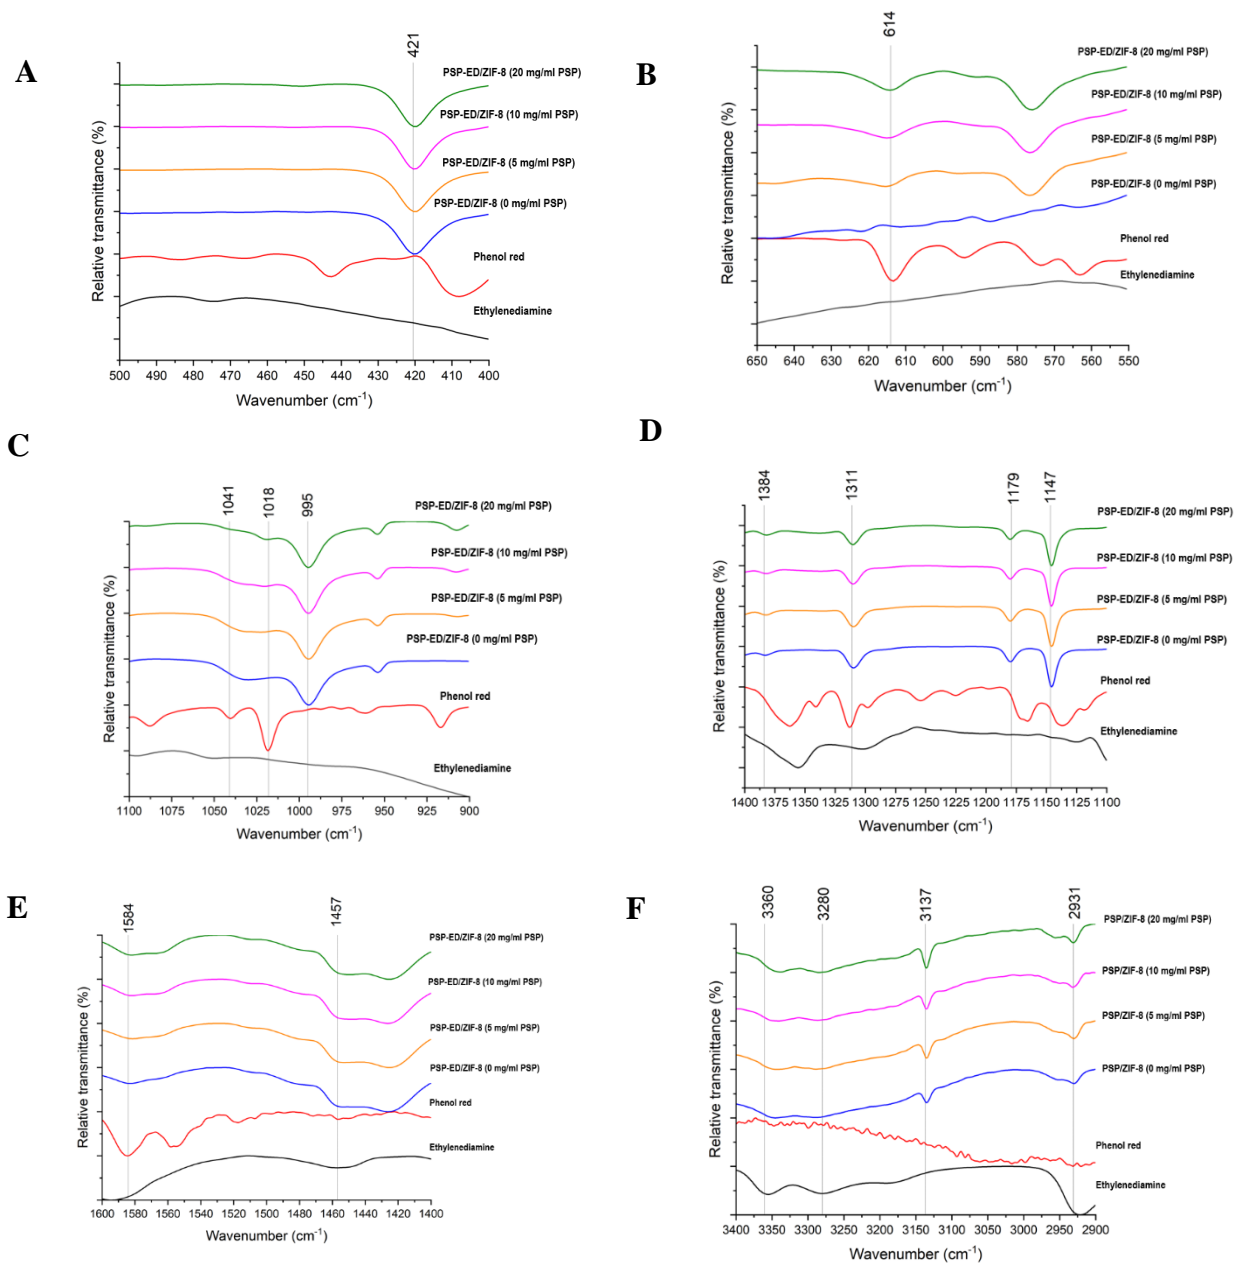 A
421
PSP-ED/ZIF-8 (20 mg/ml PSP)
PSP-ED/ZIF-8 (10 mg/ml PSP)
PSP-ED/ZIF-8 (5 mg/ml PSP)
PSP-ED/ZIF-8 (0 mg/ml PSP)
Phenol red
Ethylenediamine
Relative transmittance (%)
500 490 480 470 460 450 440 430 420 410 400
Wavenumber (cm⁻¹)
B
614
PSP-ED/ZIF-8 (20 mg/ml PSP)
PSP-ED/ZIF-8 (10 mg/ml PSP)
PSP-ED/ZIF-8 (5 mg/ml PSP)
PSP-ED/ZIF-8 (0 mg/ml PSP)
Phenol red
Ethylenediamine
Relative transmittance (%)
650 640 630 620 610 600 590 580 570 560 550
Wavenumber (cm⁻¹)
C
1041 1018 995
PSP-ED/ZIF-8 (20 mg/ml PSP)
PSP-ED/ZIF-8 (10 mg/ml PSP)
PSP-ED/ZIF-8 (5 mg/ml PSP)
PSP-ED/ZIF-8 (0 mg/ml PSP)
Phenol red
Ethylenediamine
Relative transmittance (%)
1100 1075 1050 1025 1000 975 950 925 900
Wavenumber (cm⁻¹)
D
1384 1311 1179 1147
PSP-ED/ZIF-8 (20 mg/ml PSP)
PSP-ED/ZIF-8 (10 mg/ml PSP)
PSP-ED/ZIF-8 (5 mg/ml PSP)
PSP-ED/ZIF-8 (0 mg/ml PSP)
Phenol red
Ethylenediamine
Relative transmittance (%)
1400 1375 1350 1325 1300 1275 1250 1225 1200 1175 1150 1125 1100
Wavenumber (cm⁻¹)
E
1584 1457
PSP-ED/ZIF-8 (20 mg/ml PSP)
PSP-ED/ZIF-8 (10 mg/ml PSP)
PSP-ED/ZIF-8 (5 mg/ml PSP)
PSP-ED/ZIF-8 (0 mg/ml PSP)
Phenol red
Ethylenediamine
Relative transmittance (%)
1600 1580 1560 1540 1520 1500 1480 1460 1440 1420 1400
Wavenumber (cm⁻¹)
F
3360 3280 3137 2931
PSP/ZIF-8 (20 mg/ml PSP)
PSP/ZIF-8 (10 mg/ml PSP)
PSP/ZIF-8 (5 mg/ml PSP)
PSP/ZIF-8 (0 mg/ml PSP)
Phenol red
Ethylenediamine
Relative transmittance (%)
3400 3350 3300 3250 3200 3150 3100 3050 3000 2950 2900
Wavenumber (cm⁻¹)